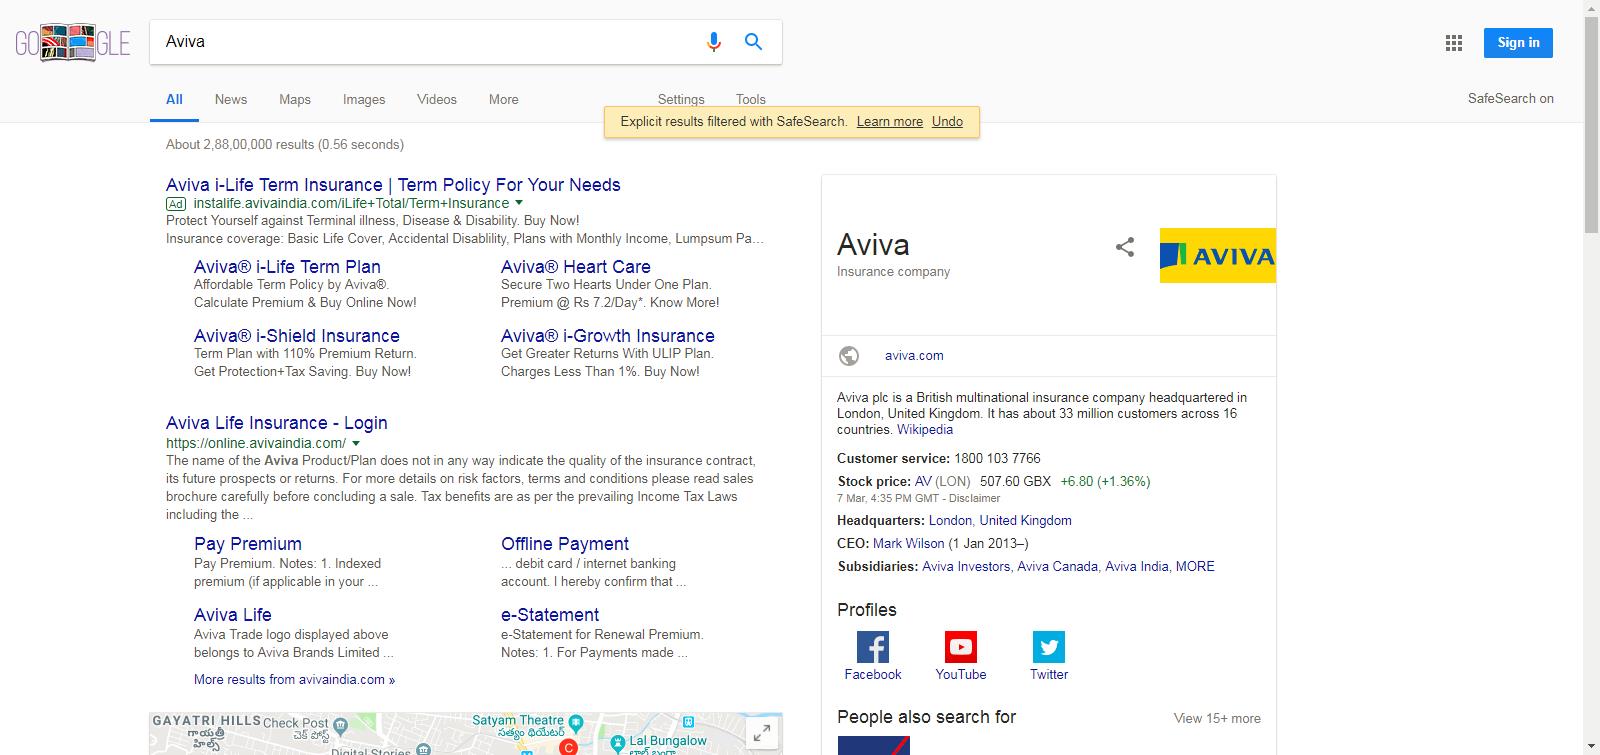 GO GLE
Aviva
Sign in
All News Maps Images Videos More Settings Tools
SafeSearch on
Explicit results filtered with SafeSearch. Learn more Undo
About 2,88,00,000 results (0.56 seconds)
Aviva i-Life Term Insurance | Term Policy For Your Needs
Ad instalife.avivaindia.com/iLife+Total/Term+Insurance
Protect Yourself against Terminal illness, Disease & Disability. Buy Now!
Insurance coverage: Basic Life Cover, Accidental Disablility, Plans with Monthly Income, Lumpsum Pa...
Aviva® i-Life Term Plan
Affordable Term Policy by Aviva®.
Calculate Premium & Buy Online Now!
Aviva® Heart Care
Secure Two Hearts Under One Plan.
Premium @ Rs 7.2/Day*. Know More!
Aviva® i-Shield Insurance
Term Plan with 110% Premium Return.
Get Protection+Tax Saving. Buy Now!
Aviva® i-Growth Insurance
Get Greater Returns With ULIP Plan.
Charges Less Than 1%. Buy Now!
Aviva Life Insurance - Login
https://online.avivaindia.com/
The name of the Aviva Product/Plan does not in any way indicate the quality of the insurance contract,
its future prospects or returns. For more details on risk factors, terms and conditions please read sales
brochure carefully before concluding a sale. Tax benefits are as per the prevailing Income Tax Laws
including the ...
Pay Premium
Pay Premium. Notes: 1. Indexed
premium (if applicable in your ...
Offline Payment
... debit card / internet banking
account. I hereby confirm that ...
Aviva Life
Aviva Trade logo displayed above
belongs to Aviva Brands Limited ...
e-Statement
e-Statement for Renewal Premium.
Notes: 1. For Payments made ...
More results from avivaindia.com »
GAYATRI HILLS
గాయత్రీ
హిల్స్
Check Post
చెక్ పోస్ట్
Digital Stories
Satyam Theatre
సత్యం థియేటర్
C
Lal Bungalow
లాల్ బంగ్లా
Aviva
Insurance company
AVIVA
aviva.com
Aviva plc is a British multinational insurance company headquartered in
London, United Kingdom. It has about 33 million customers across 16
countries. Wikipedia
Customer service: 1800 103 7766
Stock price: AV (LON) 507.60 GBX +6.80 (+1.36%)
7 Mar, 4:35 PM GMT - Disclaimer
Headquarters: London, United Kingdom
CEO: Mark Wilson (1 Jan 2013–)
Subsidiaries: Aviva Investors, Aviva Canada, Aviva India, MORE
Profiles
Facebook YouTube Twitter
People also search for View 15+ more